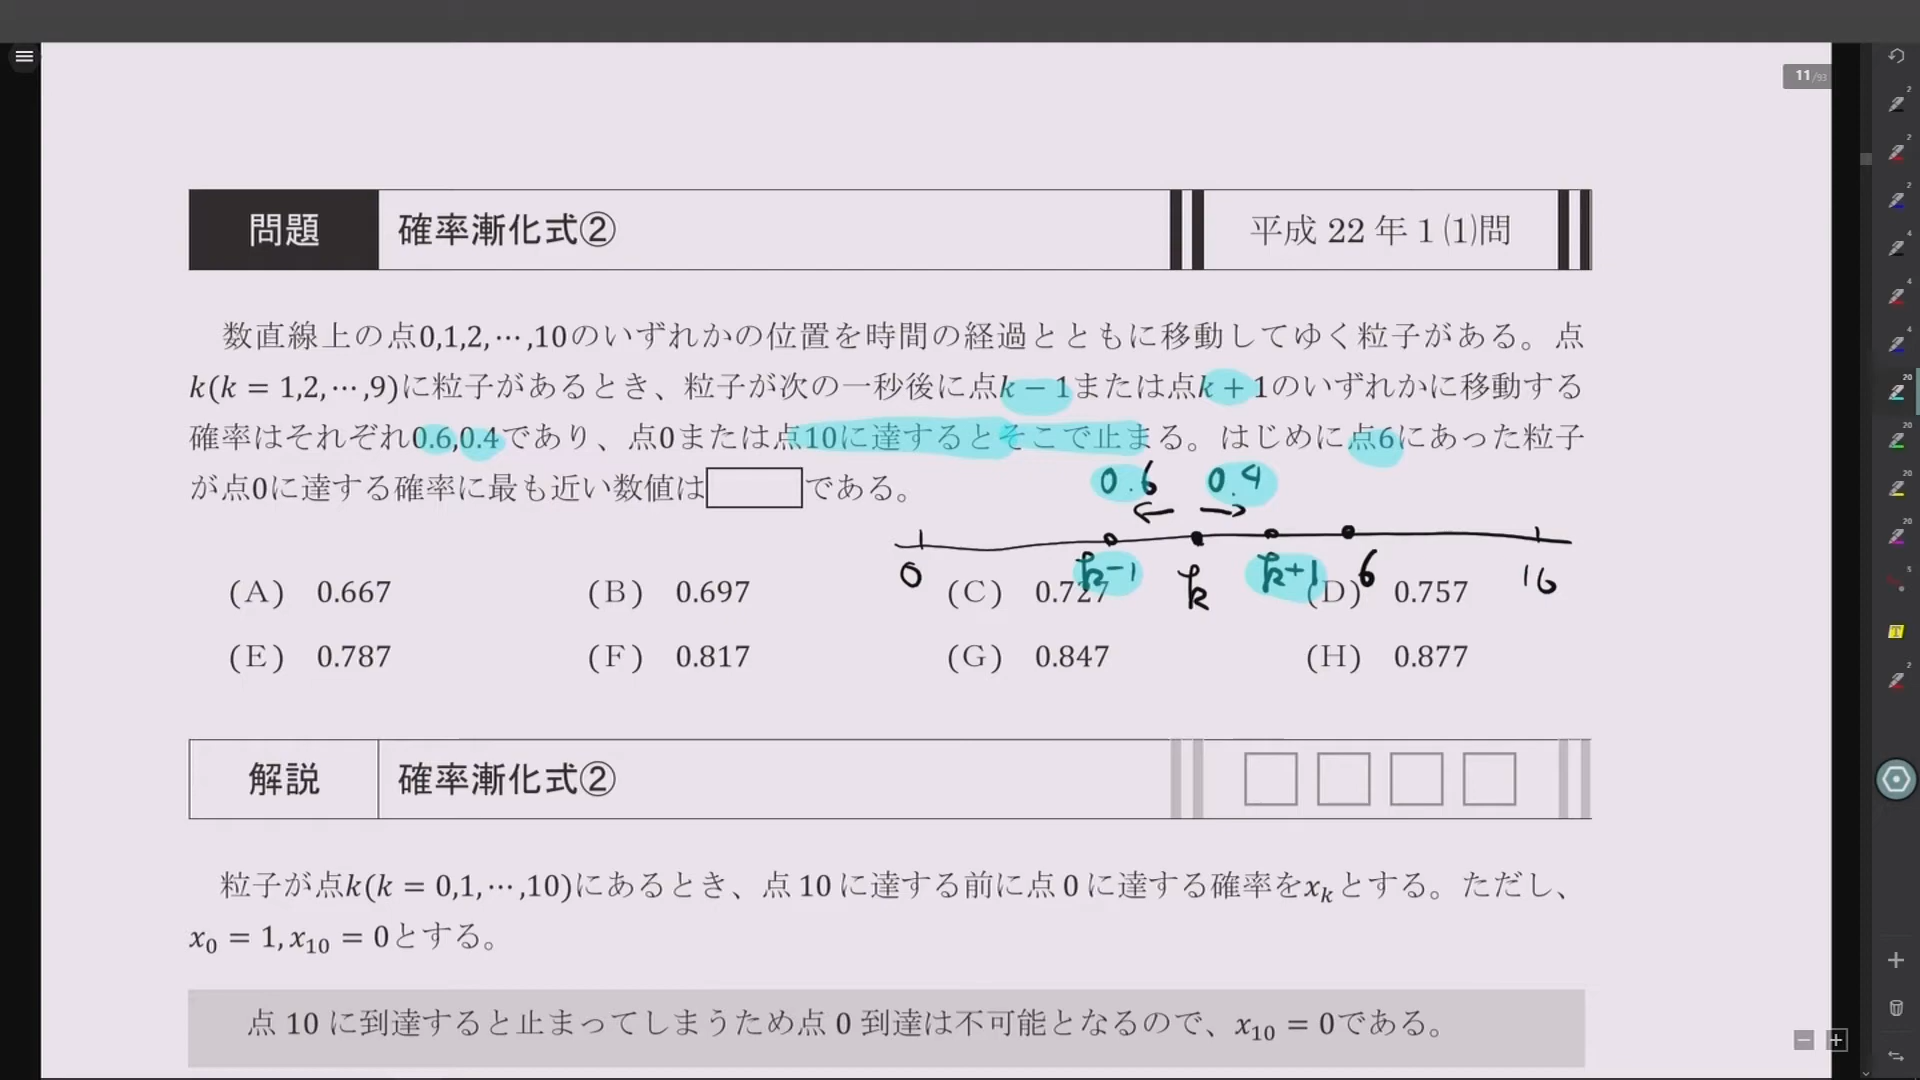 11/93
問題 確率漸化式② 平成 22 年 1 (1)問
数直線上の点0,1,2,⋯,10のいずれかの位置を時間の経過とともに移動してゆく粒子がある。点
k(k = 1,2,⋯,9)に粒子があるとき、粒子が次の一秒後に点k − 1または点k + 1のいずれかに移動する
確率はそれぞれ0.6,0.4であり、点0または点10に達するとそこで止まる。はじめに点6にあった粒子
が点0に達する確率に最も近い数値は である。
0.6 0.4
0 k-1 k k+1 6 10
(A) 0.667 (B) 0.697 (C) 0.727 (D) 0.757
(E) 0.787 (F) 0.817 (G) 0.847 (H) 0.877
解説 確率漸化式②
粒子が点k(k = 0,1,⋯,10)にあるとき、点 10 に達する前に点 0 に達する確率をxₖとする。ただし、
x₀ = 1, x₁₀ = 0とする。
点 10 に到達すると止まってしまうため点 0 到達は不可能となるので、x₁₀ = 0である。